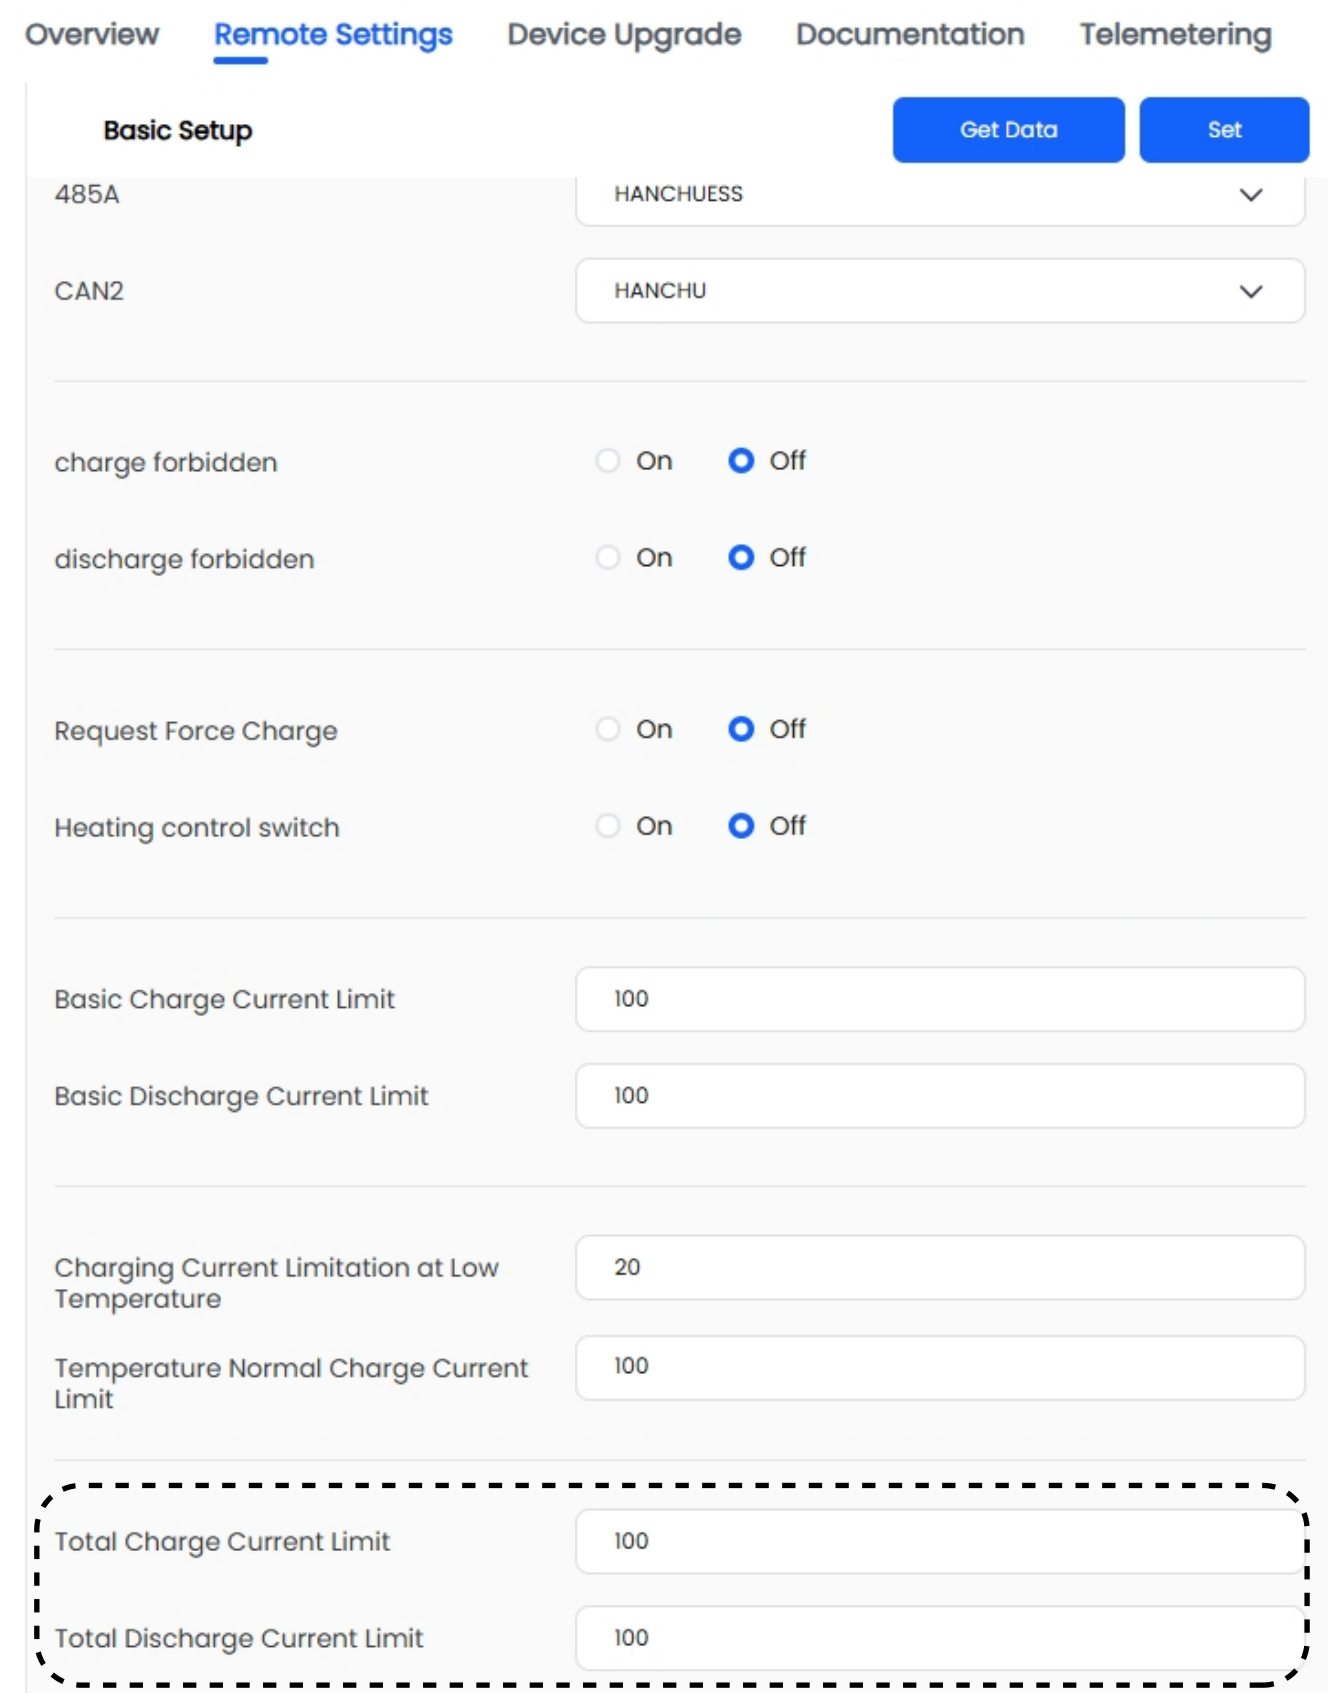 Overview Remote Settings Device Upgrade Documentation Telemetering
Basic Setup Get Data Set
485A HANCHUESS
CAN2 HANCHU
charge forbidden On Off
discharge forbidden On Off
Request Force Charge On Off
Heating control switch On Off
Basic Charge Current Limit 100
Basic Discharge Current Limit 100
Charging Current Limitation at Low 20
Temperature
Temperature Normal Charge Current 100
Limit
Total Charge Current Limit 100
Total Discharge Current Limit 100